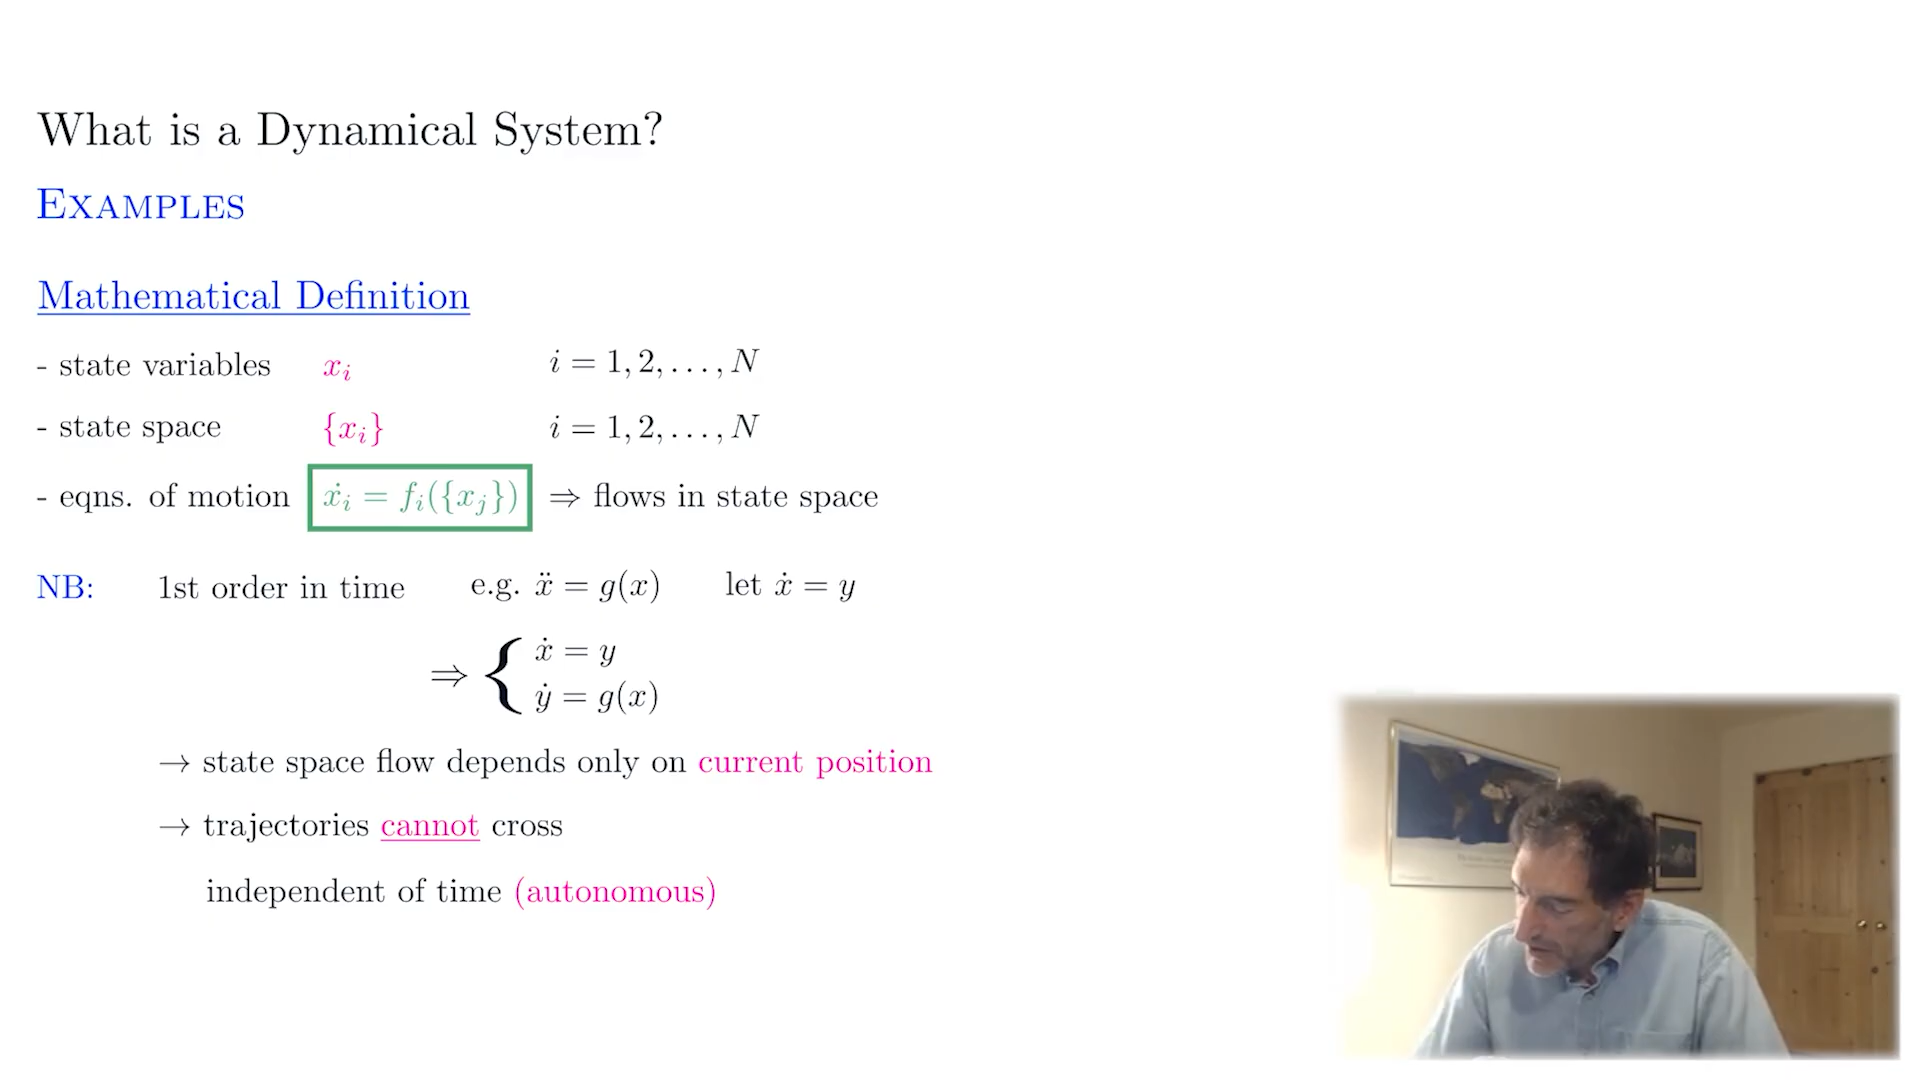 What is a Dynamical System?
EXAMPLES
Mathematical Definition
- state variables xᵢ i = 1, 2, . . . , N
- state space {xᵢ} i = 1, 2, . . . , N
- eqns. of motion ẋᵢ = fᵢ({xⱼ}) ⇒ flows in state space
NB: 1st order in time e.g. ẍ = g(x) let ẋ = y
⇒ { ẋ = y
ẏ = g(x)
→ state space flow depends only on current position
→ trajectories cannot cross
independent of time (autonomous)